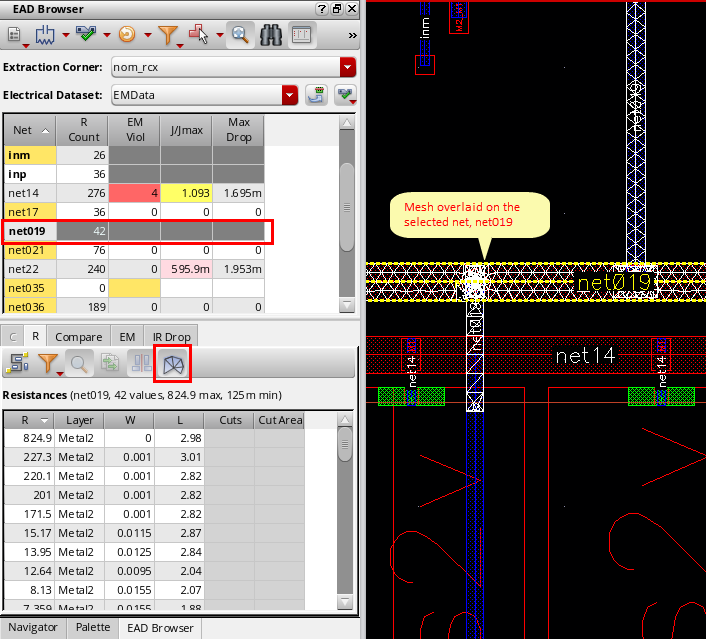 EAD Browser
Extraction Corner: nom_rcx
Electrical Dataset: EMData
Net R Count EM Viol J/Jmax Max Drop
inm 26
inp 36
net14 276 4 1.093 1.695m
net17 36 0 0 0
net019 42
net021 76 0 0 0
net22 240 0 595.9m 1.953m
net035 0
net036 189 0 0 0
C R Compare EM IR Drop
Resistances (net019, 42 values, 824.9 max, 125m min)
R Layer W L Cuts Cut Area
824.9 Metal2 0 2.98
227.3 Metal2 0.001 3.01
220.1 Metal2 0.001 2.82
201 Metal2 0.001 2.82
171.5 Metal2 0.001 2.82
15.17 Metal2 0.0115 2.87
13.95 Metal2 0.0125 2.84
12.64 Metal2 0.0095 2.04
8.13 Metal2 0.0155 2.07
7.359 Metal2 0.0155 1.88
Navigator Palette EAD Browser
inm
M2_M1
Mesh overlaid on the
selected net, net019
net019
net019
net019
net14
net14
net14